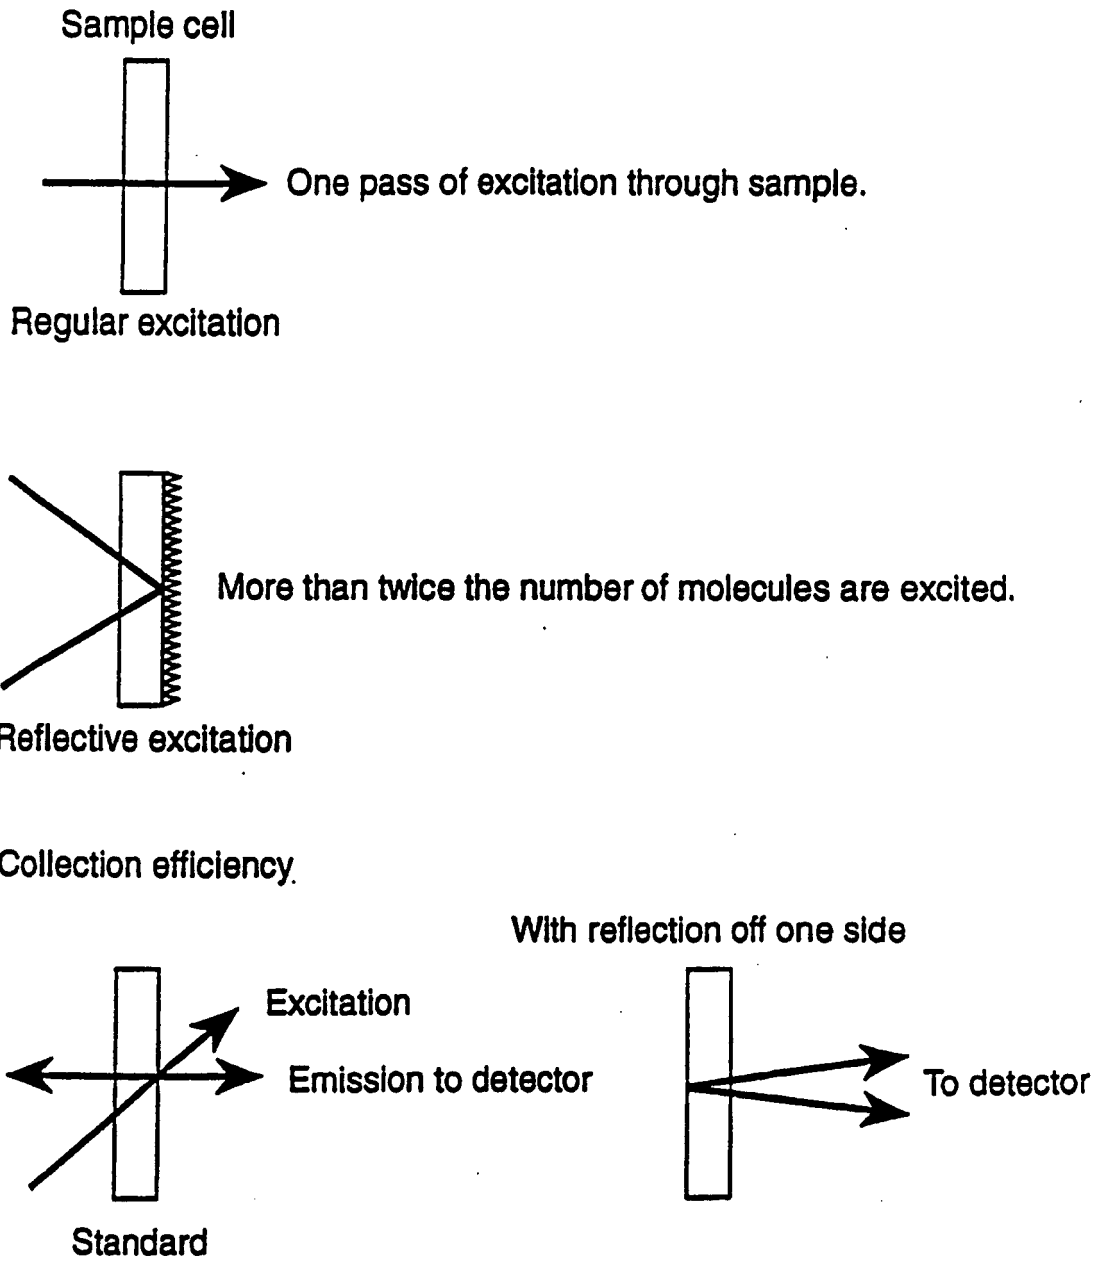 Sample cell
One pass of excitation through sample.
Regular excitation
More than twice the number of molecules are excited.
Reflective excitation
Collection efficiency
With reflection off one side
Excitation
Emission to detector
To detector
Standard